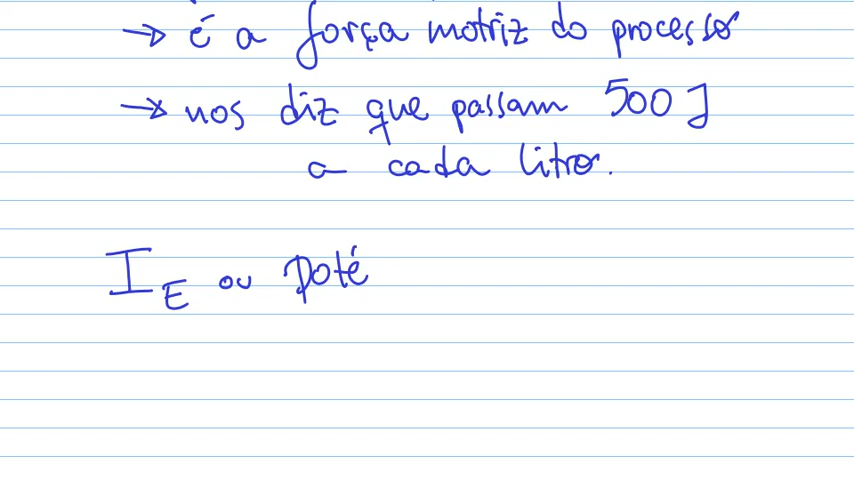 → é a força motriz do processo
→ nos diz que passam 500 J
a cada litro.
I_E ou poté